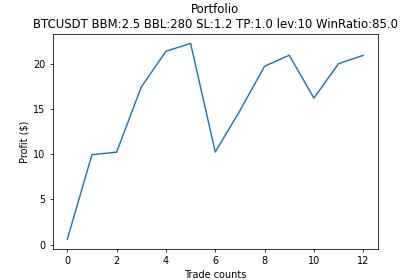 Portfolio
BTCUSDT BBM:2.5 BBL:280 SL:1.2 TP:1.0 lev:10 WinRatio:85.0
20
15
10
5
0
Profit ($)
0 2 4 6 8 10 12
Trade counts